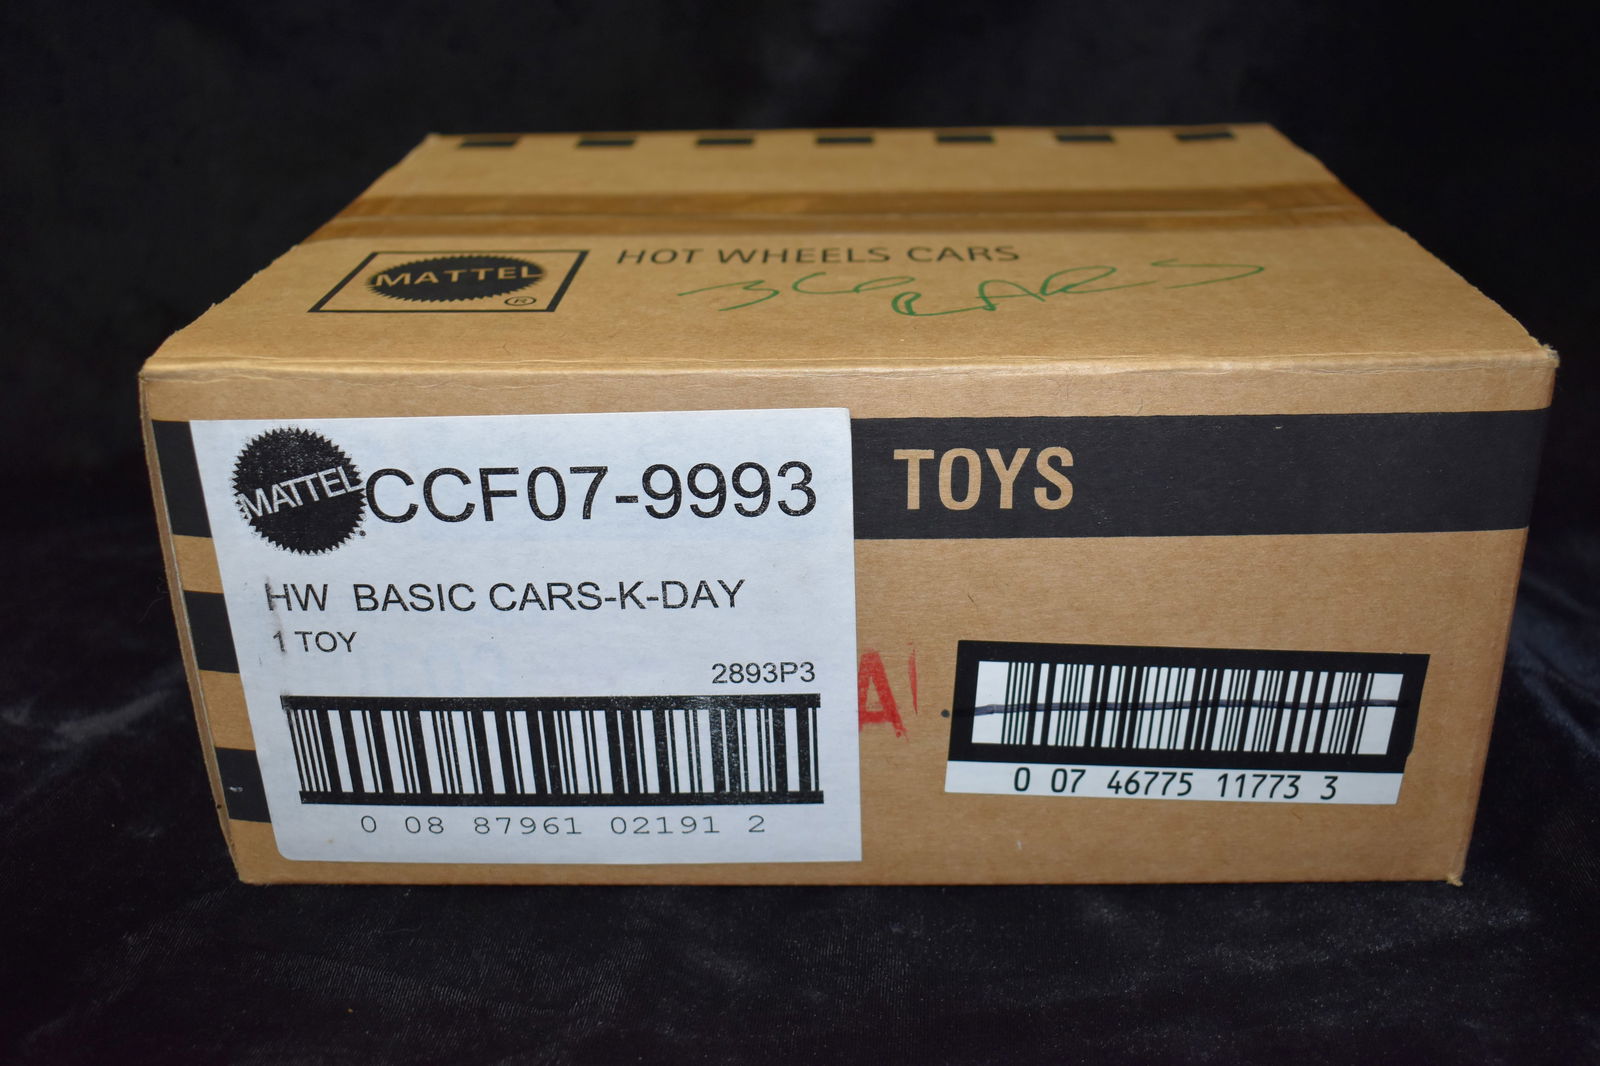 MATTEL
®
HOT WHEELS CARS
36 CARS
MATTEL
CCF07-9993
HW BASIC CARS-K-DAY
1 TOY
2893P3
0 08 87961 02191 2
TOYS
A
0 07 46775 11773 3